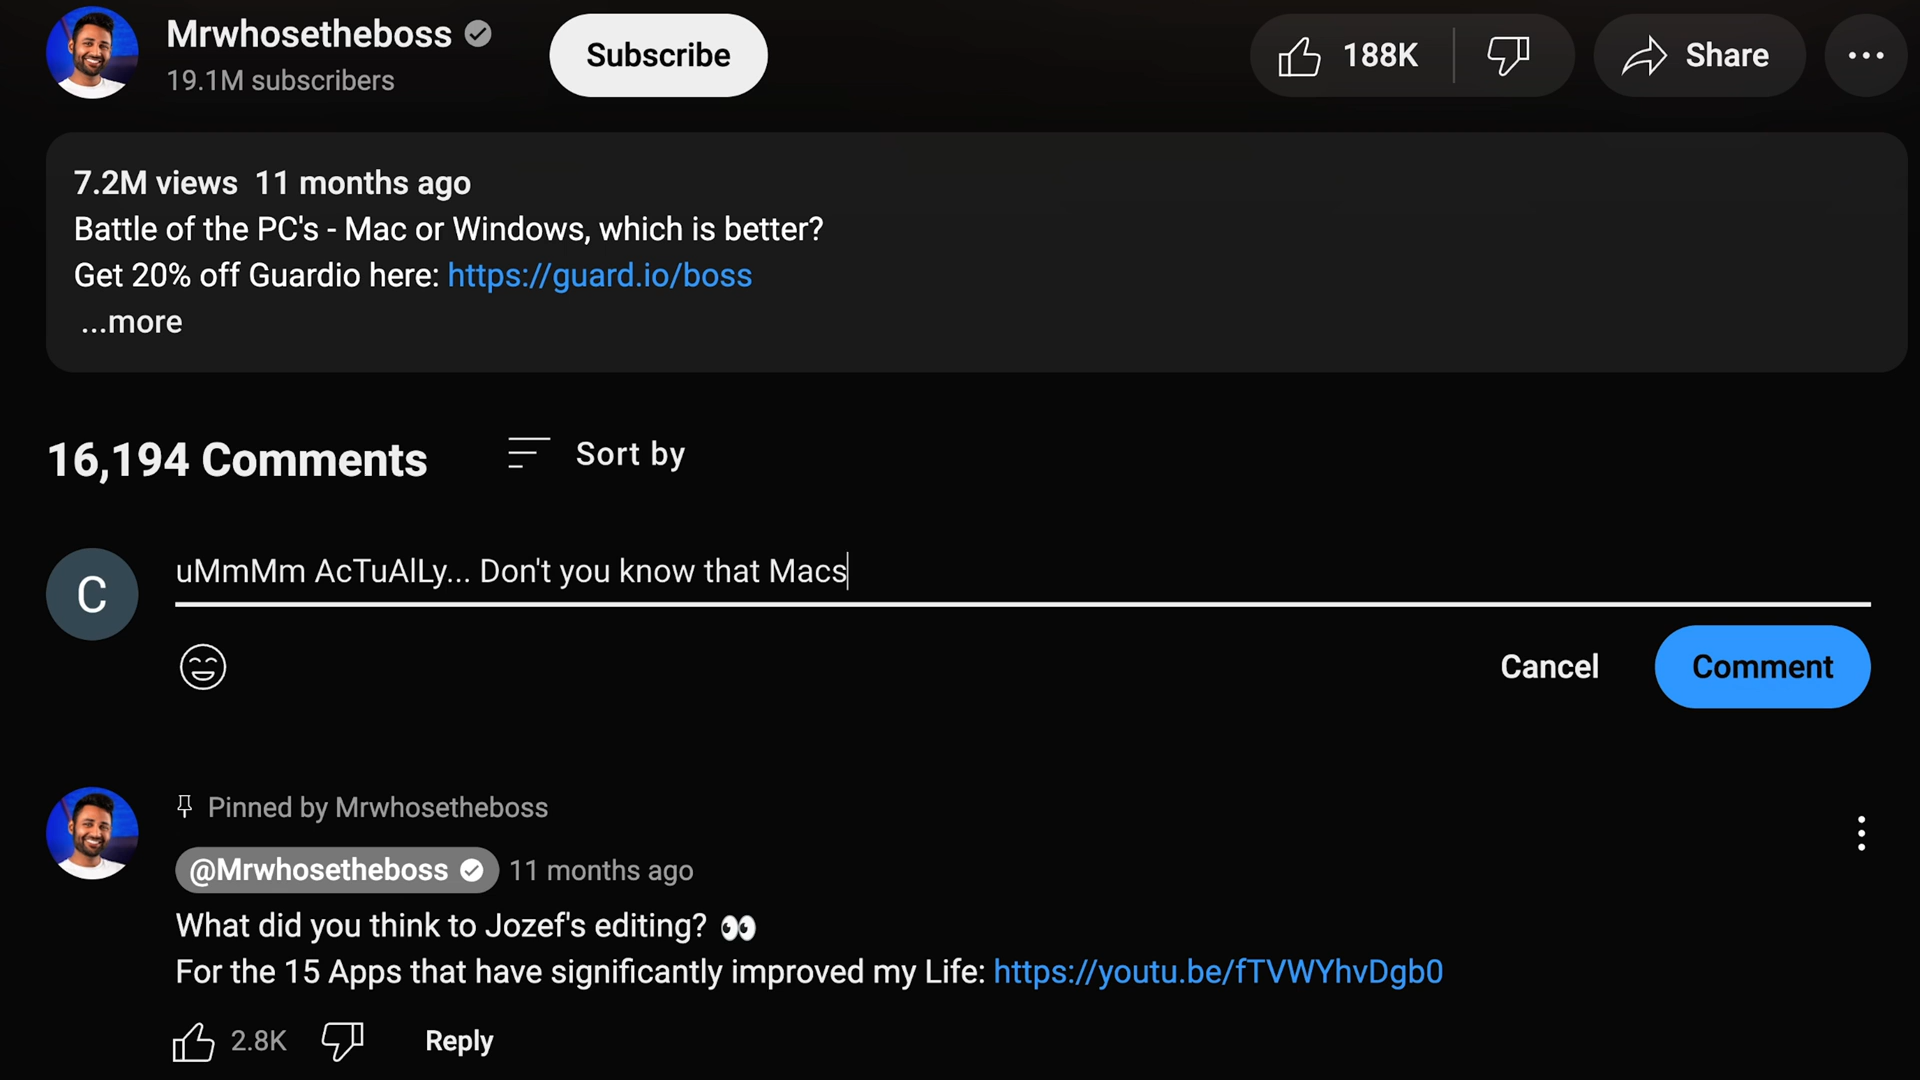 Mrwhosetheboss
19.1M subscribers
Subscribe
188K
Share
7.2M views 11 months ago
Battle of the PC's - Mac or Windows, which is better?
Get 20% off Guardio here: https://guard.io/boss
...more
16,194 Comments
Sort by
C
uMmMm AcTuAlLy... Don't you know that Macs
Cancel
Comment
Pinned by Mrwhosetheboss
@Mrwhosetheboss 11 months ago
What did you think to Jozef's editing? 👀
For the 15 Apps that have significantly improved my Life: https://youtu.be/fTVWYhvDgb0
2.8K
Reply